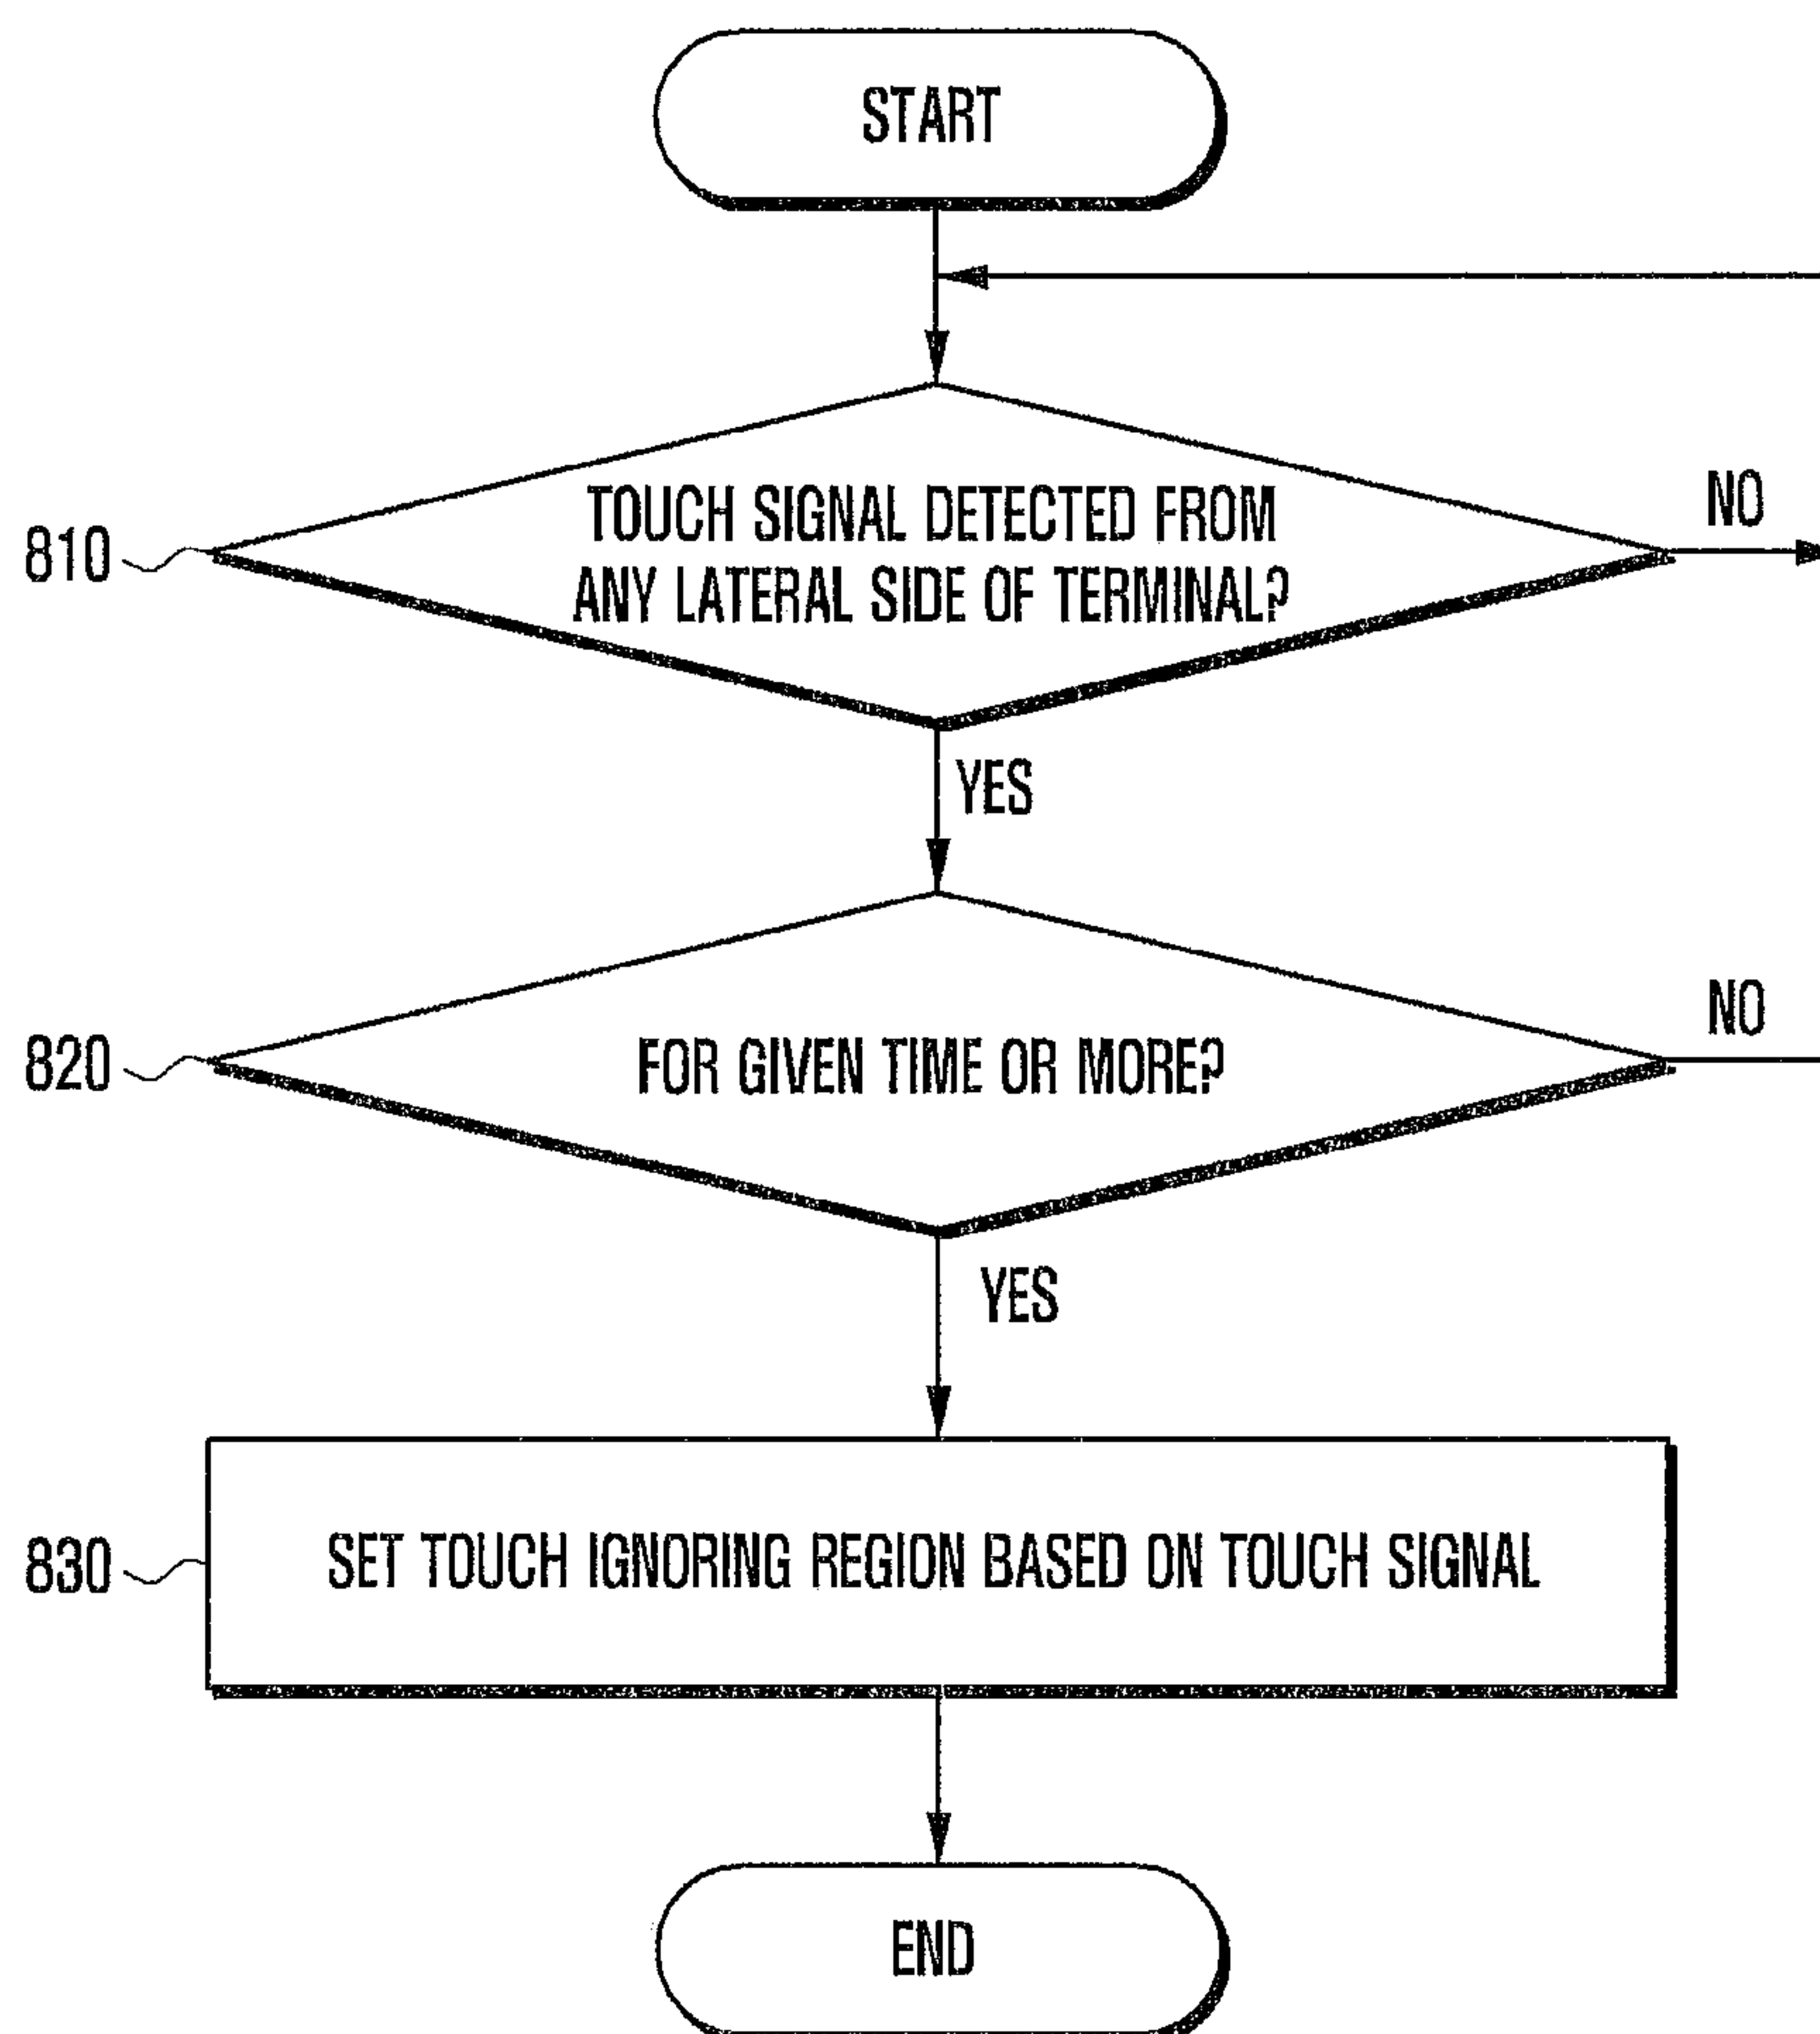 START
TOUCH SIGNAL DETECTED FROM
ANY LATERAL SIDE OF TERMINAL?
NO
810
YES
FOR GIVEN TIME OR MORE?
NO
820
YES
SET TOUCH IGNORING REGION BASED ON TOUCH SIGNAL
830
END